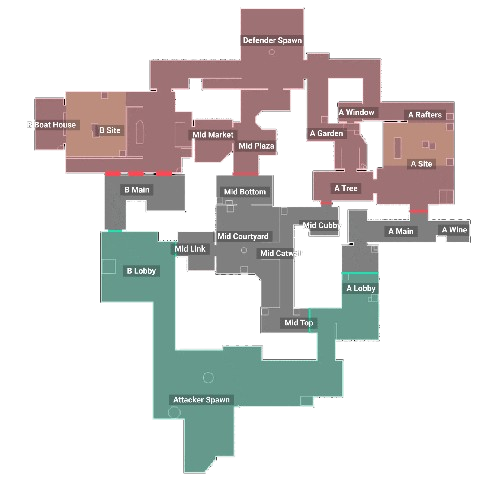 Defender Spawn
A Window
A Rafters
Boat House
B Site
Mid Market
A Garden
Mid Plaza
A Site
B Main
Mid Bottom
A Tree
Mid Cubby
A Main
A Wine
Mid Courtyard
Mid Link
Mid Catwalk
B Lobby
A Lobby
Mid Top
Attacker Spawn